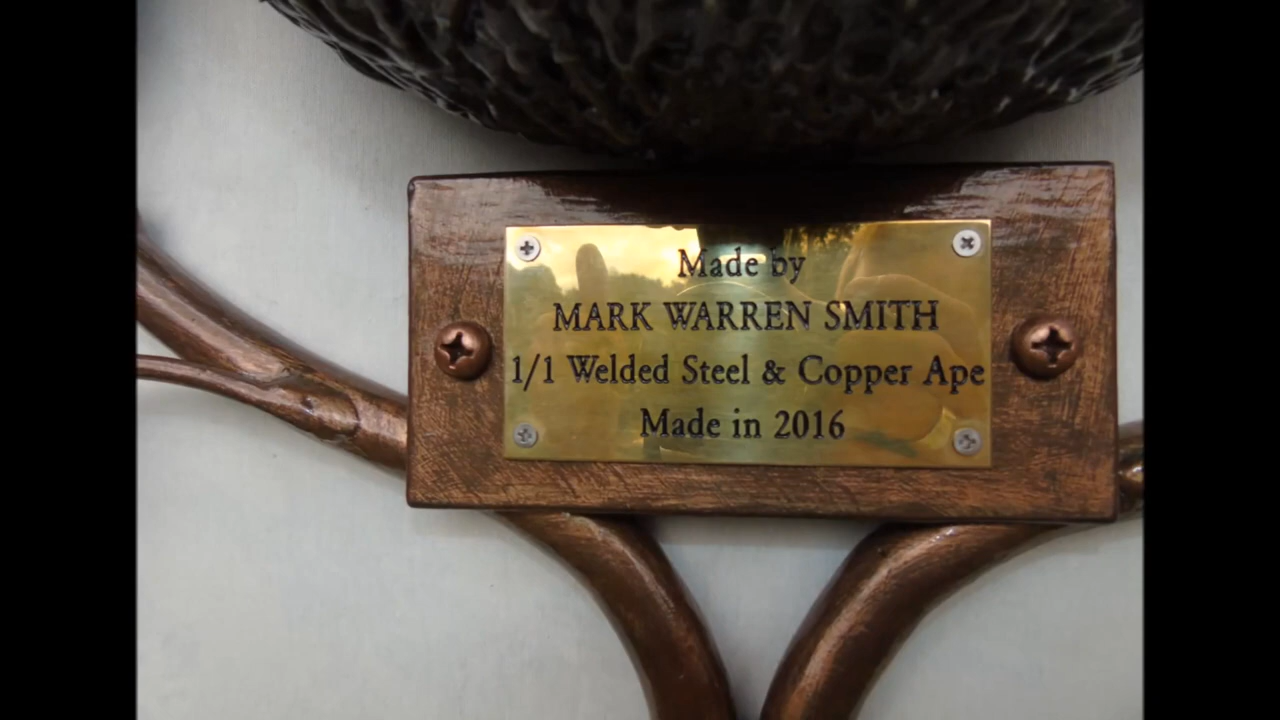 Made by
MARK WARREN SMITH
1/1 Welded Steel & Copper Ape
Made in 2016